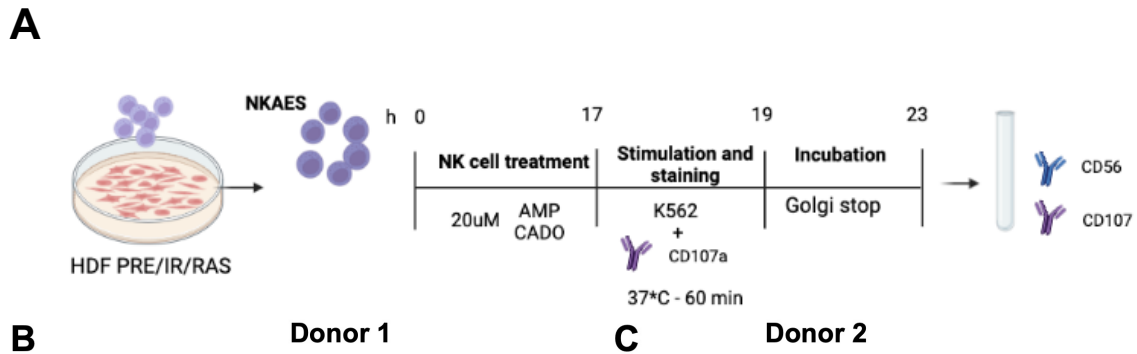 A
NKAES
h 0 17 19 23
NK cell treatment
Stimulation and
staining
Incubation
20uM
AMP
CADO
K562
+
CD107a
37*C - 60 min
Golgi stop
CD56
CD107
HDF PRE/IR/RAS
B Donor 1
C Donor 2